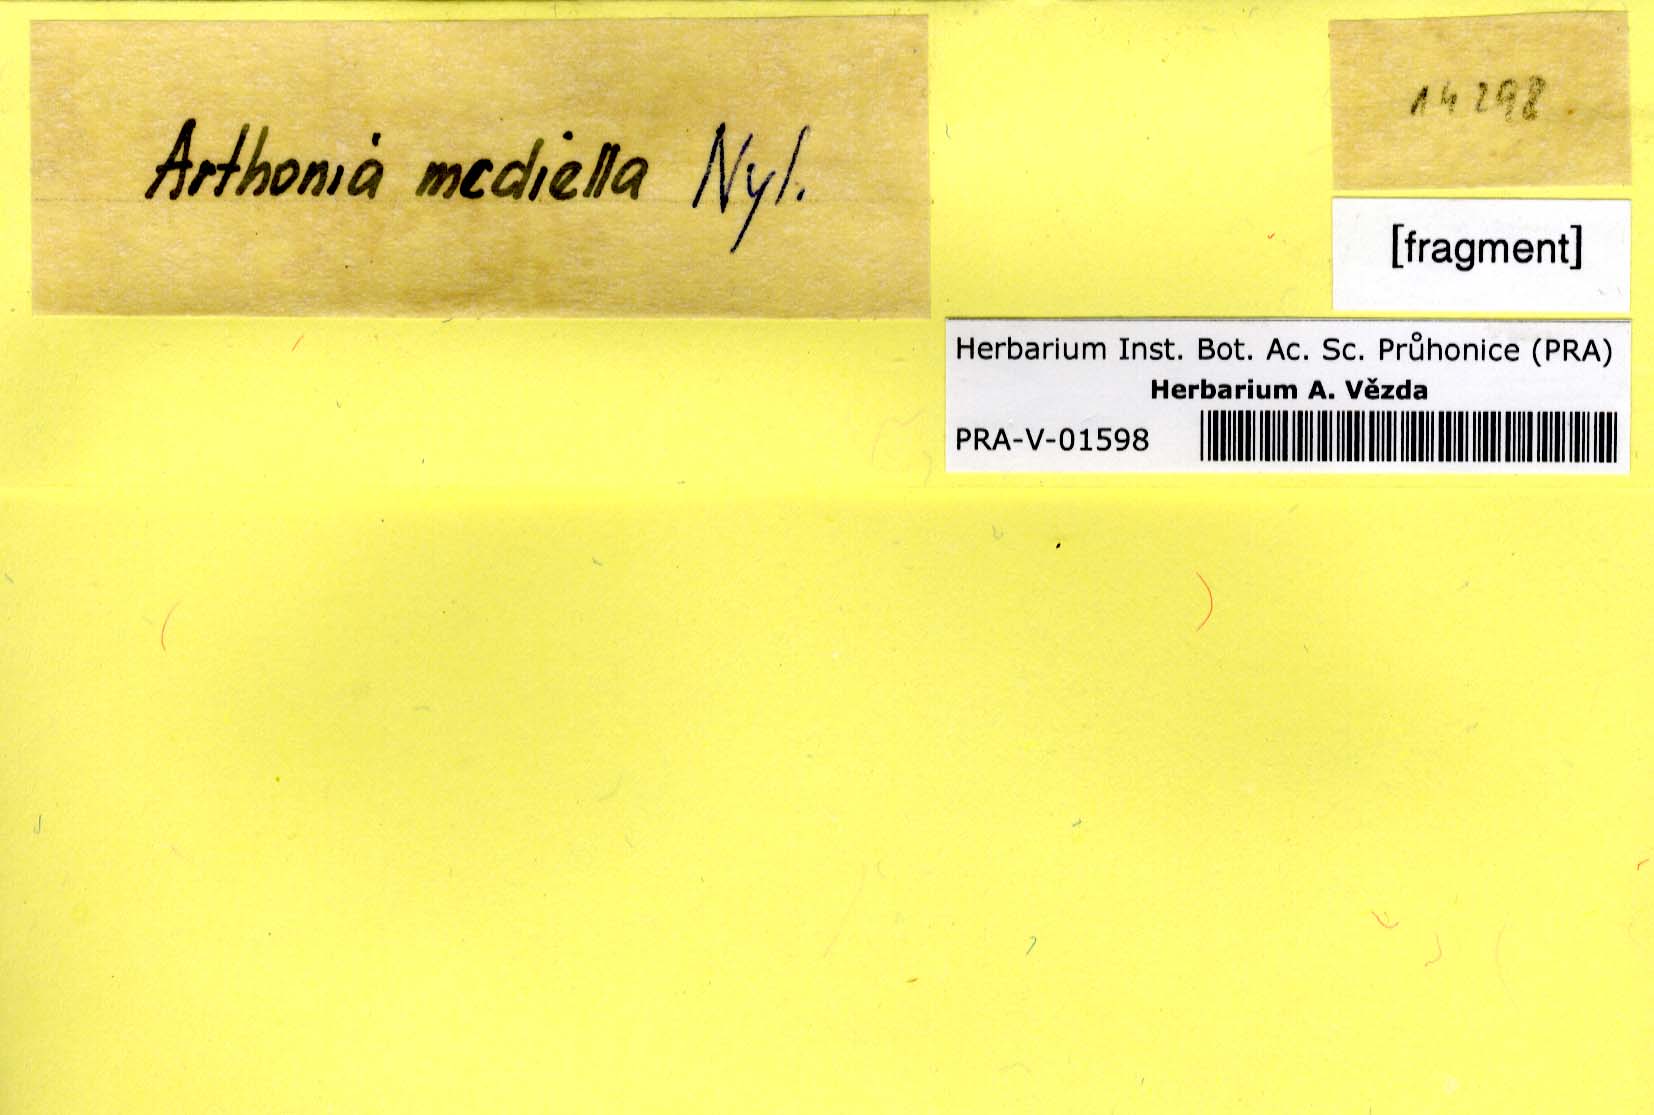 Arthonia mediella Nyl.
14298
[fragment]
Herbarium Inst. Bot. Ac. Sc. Průhonice (PRA)
Herbarium A. Vězda
PRA-V-01598